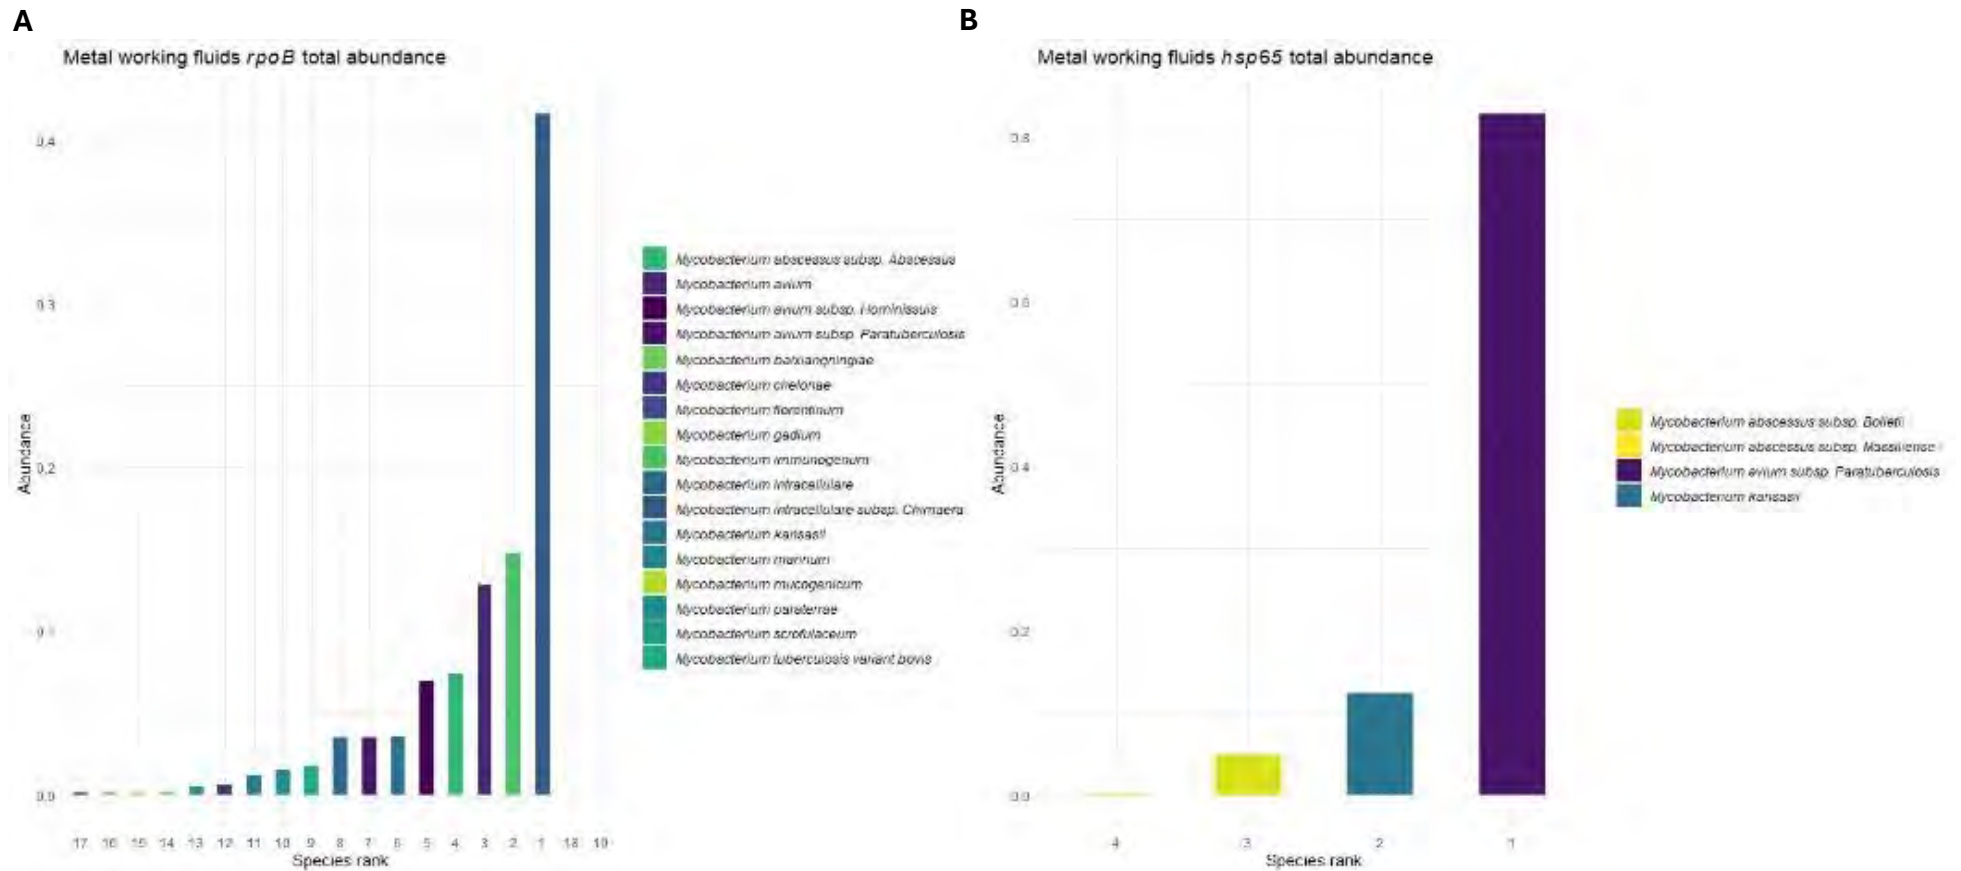 A
B
Metal working fluids rpoB total abundance
Metal working fluids hsp65 total abundance
0.4
0.3
0.2
0.1
0.0
Abundance
17 16 15 14 13 12 11 10 9 8 7 6 5 4 3 2 1 18 19
Species rank
Mycobacterium abscessus subsp. Abscessus
Mycobacterium avium
Mycobacterium avium subsp. Hominissuis
Mycobacterium avium subsp. Paratuberculosis
Mycobacterium baixiangningiae
Mycobacterium chelonae
Mycobacterium florentinum
Mycobacterium gadium
Mycobacterium immunogenum
Mycobacterium intracellulare
Mycobacterium intracellulare subsp. Chimaera
Mycobacterium kansasii
Mycobacterium marinum
Mycobacterium mucogenicum
Mycobacterium paraterrae
Mycobacterium scrofulaceum
Mycobacterium tuberculosis variant bovis
0.8
0.6
0.4
0.2
0.0
Abundance
4 3 2 1
Species rank
Mycobacterium abscessus subsp. Bolletii
Mycobacterium abscessus subsp. Massiliense
Mycobacterium avium subsp. Paratuberculosis
Mycobacterium kansasii